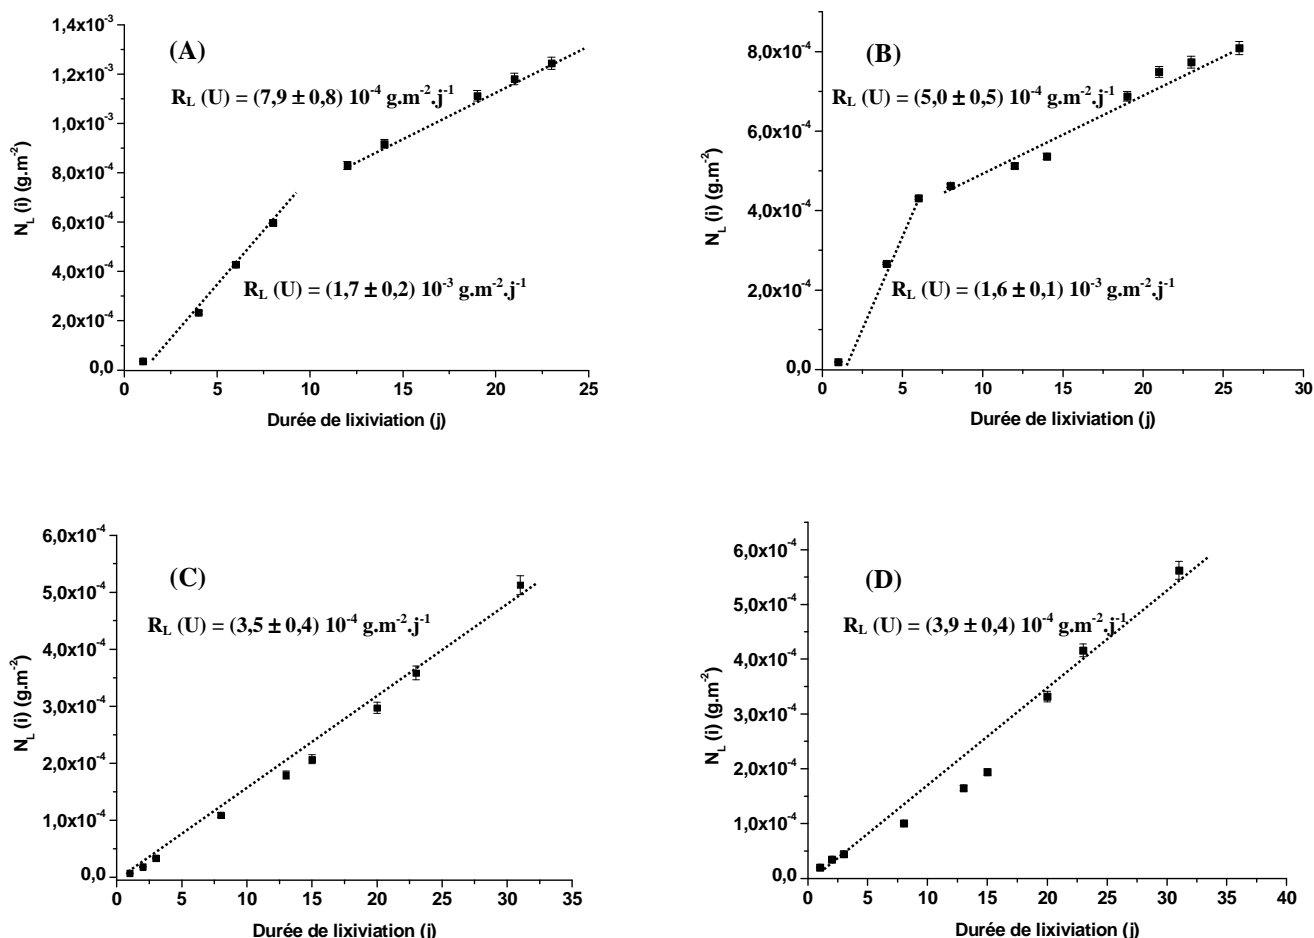 (A)
R_L (U) = (7,9 ± 0,8) 10^-4 g.m^-2.j^-1
R_L (U) = (1,7 ± 0,2) 10^-3 g.m^-2.j^-1
1,4x10^-3
1,2x10^-3
1,0x10^-3
8,0x10^-4
6,0x10^-4
4,0x10^-4
2,0x10^-4
0,0
N_L (i) (g.m^-2)
0 5 10 15 20 25
Durée de lixiviation (j)
(B)
R_L (U) = (5,0 ± 0,5) 10^-4 g.m^-2.j^-1
R_L (U) = (1,6 ± 0,1) 10^-3 g.m^-2.j^-1
8,0x10^-4
6,0x10^-4
4,0x10^-4
2,0x10^-4
0,0
N_L (i) (g.m^-2)
0 5 10 15 20 25 30
Durée de lixiviation (j)
(C)
R_L (U) = (3,5 ± 0,4) 10^-4 g.m^-2.j^-1
6,0x10^-4
5,0x10^-4
4,0x10^-4
3,0x10^-4
2,0x10^-4
1,0x10^-4
0,0
N_L (i) (g.m^-2)
0 5 10 15 20 25 30 35
Durée de lixiviation (j)
(D)
R_L (U) = (3,9 ± 0,4) 10^-4 g.m^-2.j^-1
6,0x10^-4
5,0x10^-4
4,0x10^-4
3,0x10^-4
2,0x10^-4
1,0x10^-4
0,0
N_L (i) (g.m^-2)
0 5 10 15 20 25 30 35 40
Durée de lixiviation (j)